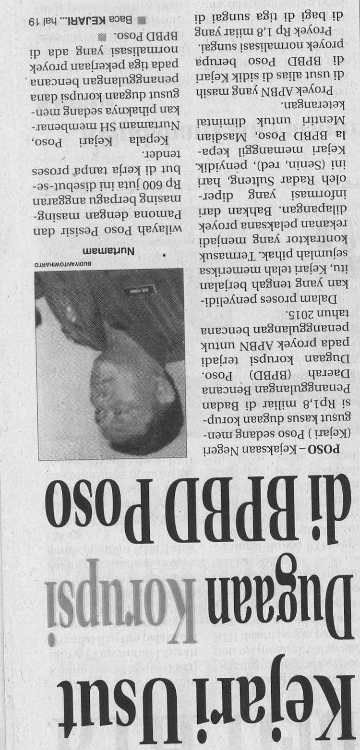 Kejari Usut
Dugaan Korupsi
di BPBD Poso
POSO – Kejaksaan Negeri
(Kejari ) Poso sedang men-
gusut kasus dugaan korup-
si Rp1,8 miliar di Badan
Penanggulangan Bencana
Daerah (BPBD) Poso.
Dugaan korupsi terjadi
pada proyek APBN untuk
penanggulangan bencana
tahun 2015.
Dalam proses penyelidi-
kan yang tengah berjalan
itu, Kejari telah memeriksa
sejumlah pihak. Termasuk
kontraktor yang menjadi
rekanan pelaksana proyek
dilapangan. Bahkan dari
informasi yang diper-
oleh Radar Sulteng, hari
ini (Senin, red), penyidik
Kejari memanggil kepa-
la BPBD Poso, Masdian
Mentiri untuk dimintai
keterangan.
Proyek APBN yang masih
di usut alias di sidik Kejari
di BPBD Poso berupa
proyek normalisasi sungai.
Proyek Rp 1,8 miliar yang
di bagi di tiga sungai di
BUDIYANTOWIHARTO
Nurtamam
wilayah Poso Pesisir dan
Pamona dengan masing-
masing berpagu anggaran
Rp 600 juta ini disebut-se-
but di kerja tanpa proses
tender.
Kepala Kejari Poso,
Nurtamam SH membenar-
kan pihaknya sedang men-
gusut dugaan korupsi dana
penanggulangan bencana
pada tiga pekerjaan proyek
normalisasi yang ada di
BPBD Poso.
Baca KEJARI... hal 19